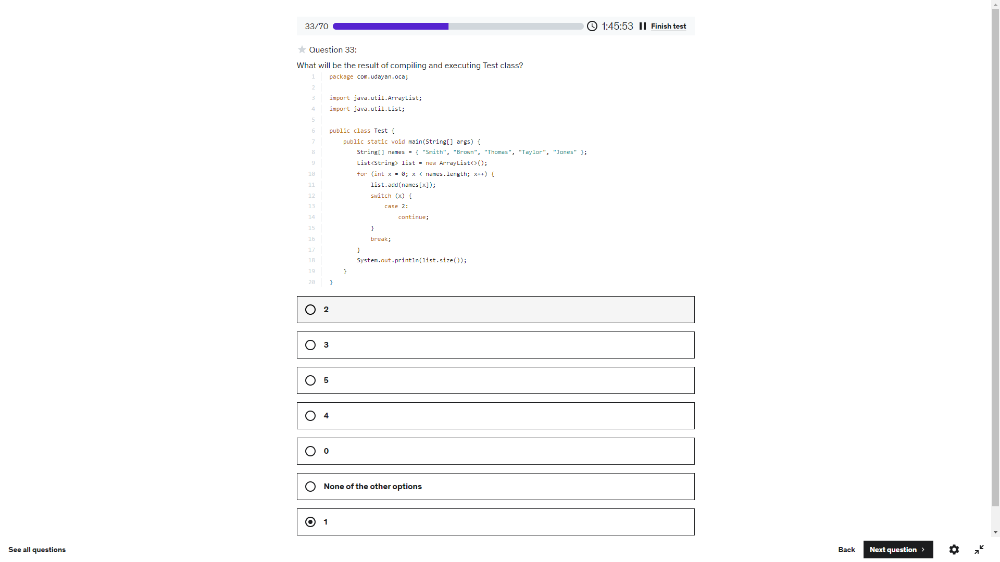 33/70 1:45:53 Finish test
Question 33:
What will be the result of compiling and executing Test class?
1 package com.udayan.oca;
2
3 import java.util.ArrayList;
4 import java.util.List;
5
6 public class Test {
7     public static void main(String[] args) {
8         String[] names = { "Smith", "Brown", "Thomas", "Taylor", "Jones" };
9         List<String> list = new ArrayList<>();
10         for (int x = 0; x < names.length; x++) {
11             list.add(names[x]);
12             switch (x) {
13                 case 2:
14                     continue;
15             }
16             break;
17         }
18         System.out.println(list.size());
19     }
20 }
2
3
5
4
0
None of the other options
1
See all questions Back Next question